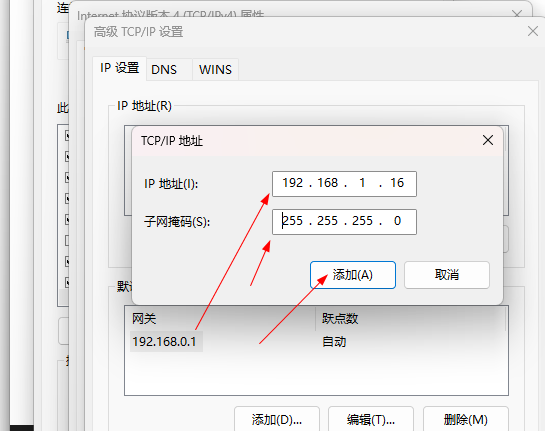 连
Internet 协议版本 4 (TCP/IPv4) 属性
高级 TCP/IP 设置
IP 设置 DNS WINS
此
IP 地址(R)
TCP/IP 地址
IP 地址(I): 192 . 168 . 1 . 16
子网掩码(S): 255 . 255 . 255 . 0
添加(A) 取消
网关 跃点数
192.168.0.1 自动
添加(D)... 编辑(T)... 删除(M)